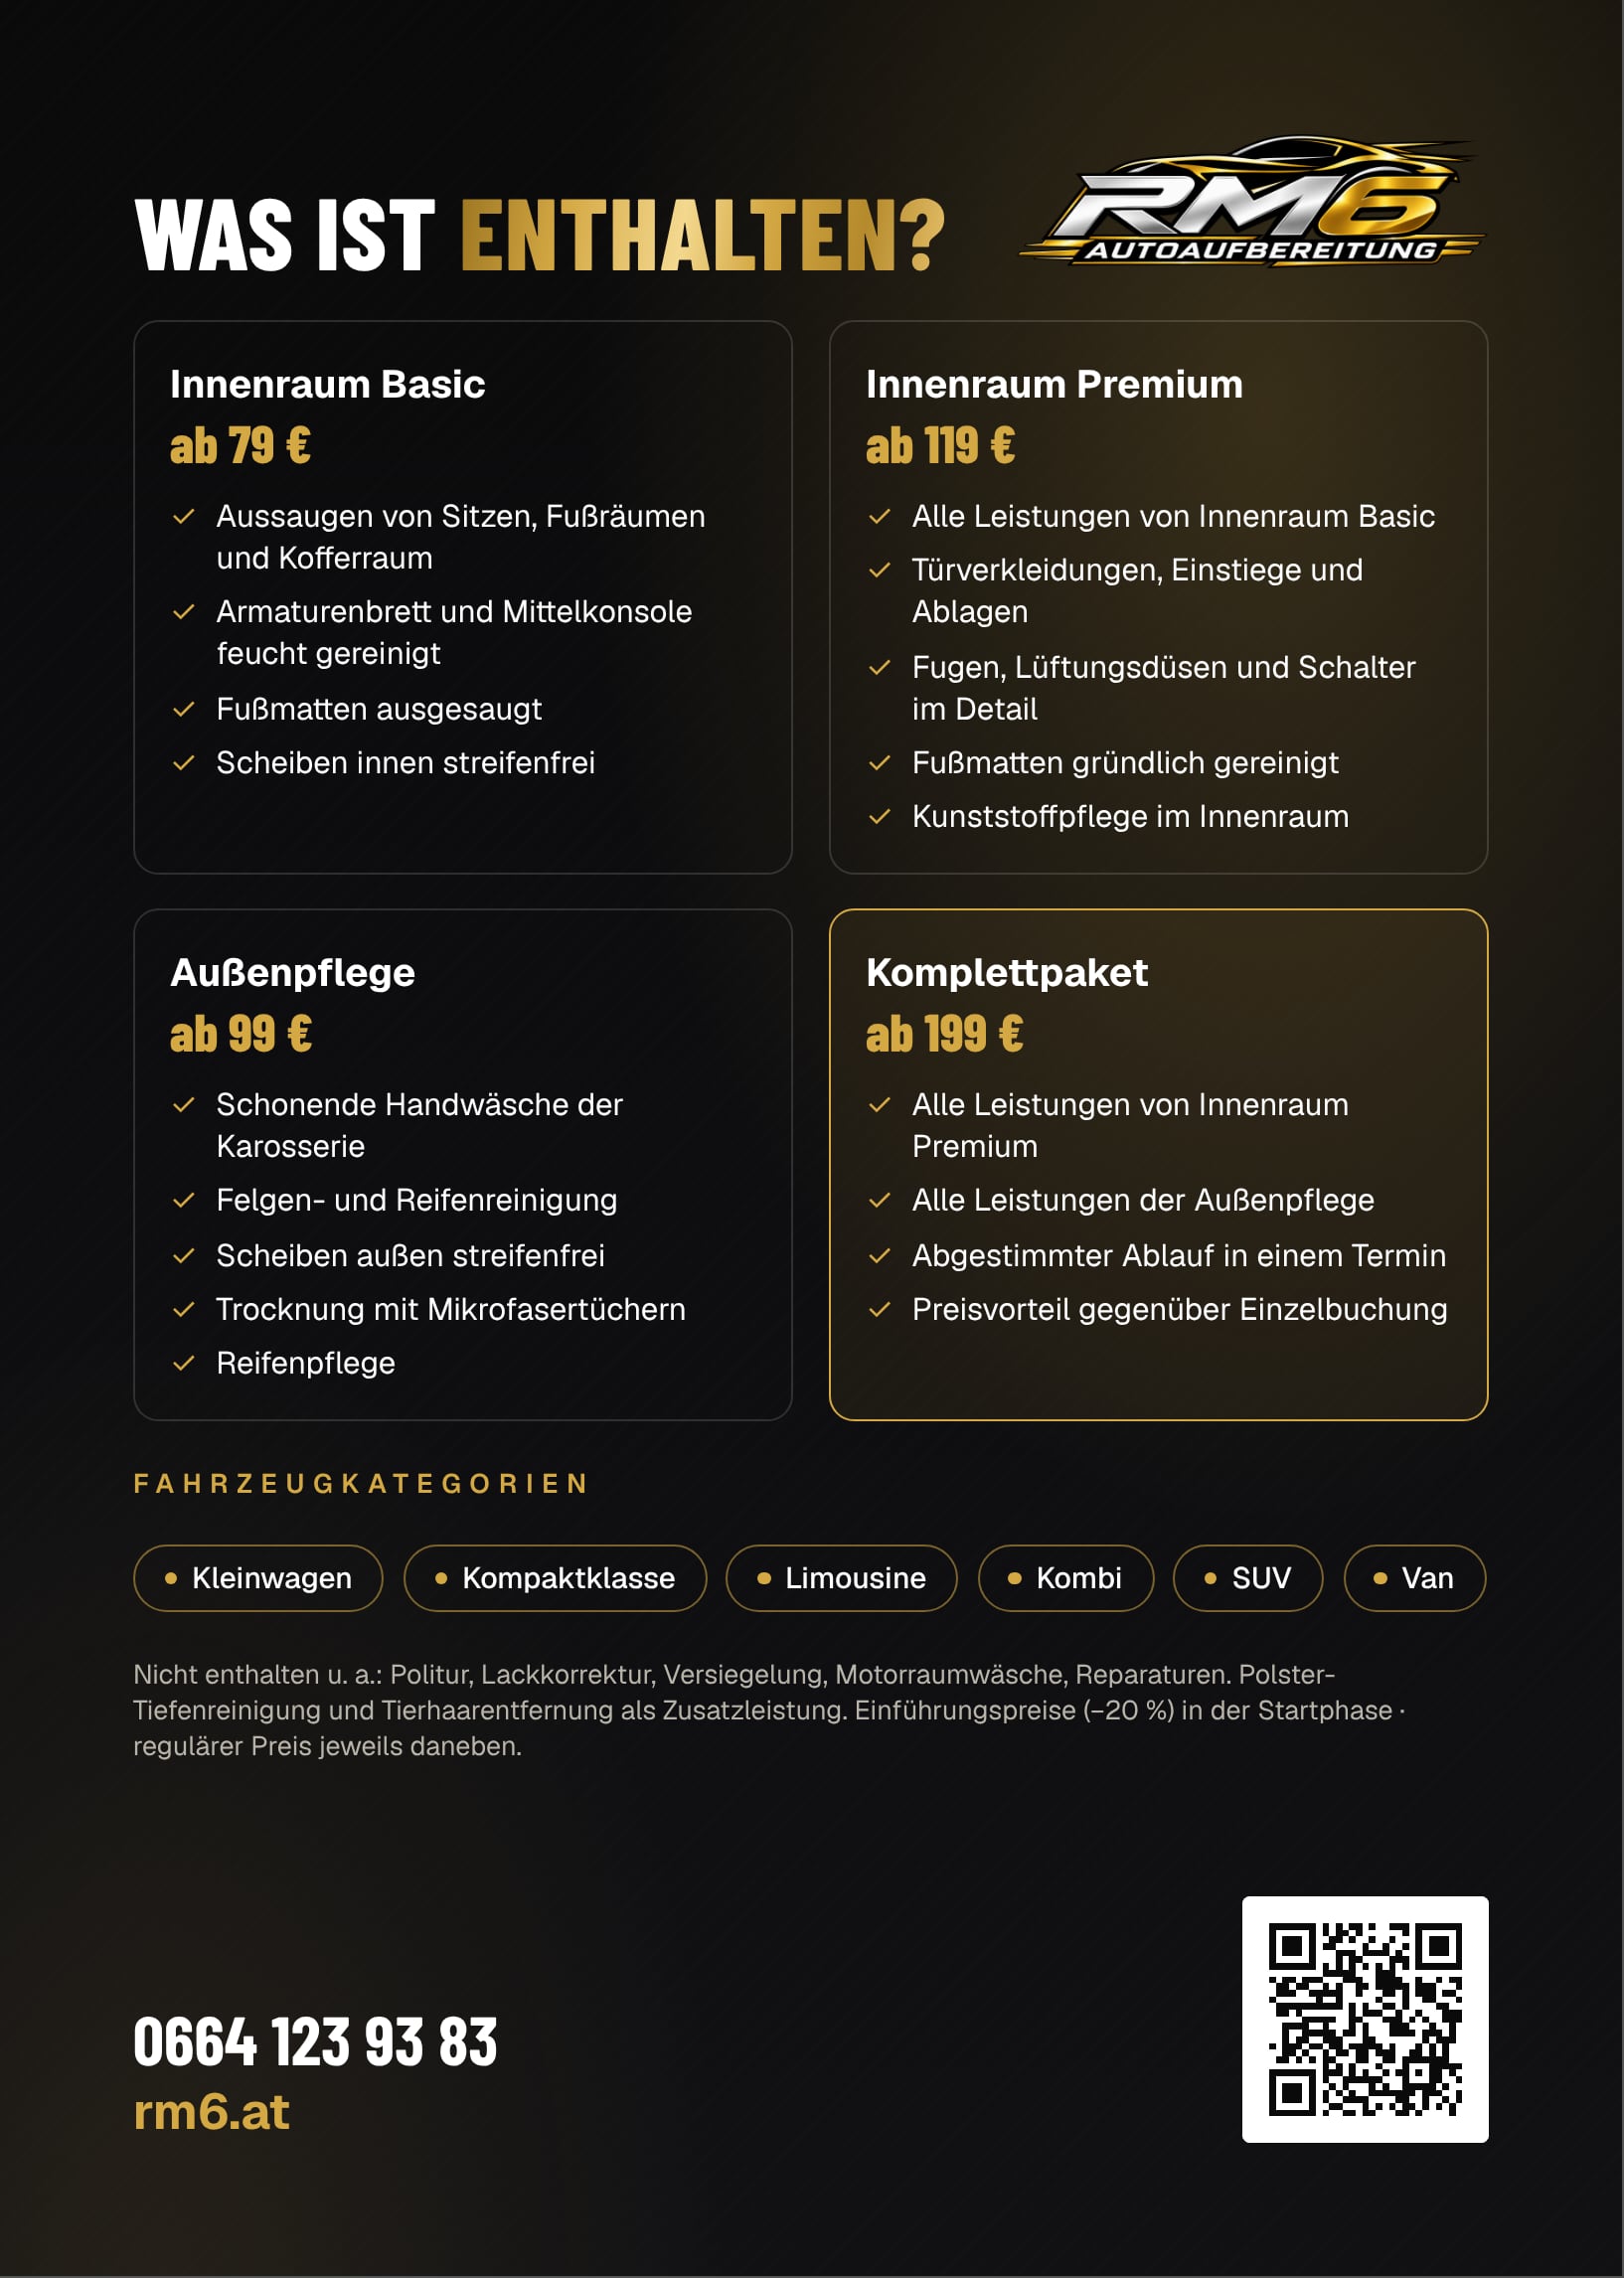 WAS IST ENTHALTEN?
RM6
AUTOAUFBEREITUNG
Innenraum Basic
ab 79 €
Aussaugen von Sitzen, Fußräumen
und Kofferraum
Armaturenbrett und Mittelkonsole
feucht gereinigt
Fußmatten ausgesaugt
Scheiben innen streifenfrei
Innenraum Premium
ab 119 €
Alle Leistungen von Innenraum Basic
Türverkleidungen, Einstiege und
Ablagen
Fugen, Lüftungsdüsen und Schalter
im Detail
Fußmatten gründlich gereinigt
Kunststoffpflege im Innenraum
Außenpflege
ab 99 €
Schonende Handwäsche der
Karosserie
Felgen- und Reifenreinigung
Scheiben außen streifenfrei
Trocknung mit Mikrofasertüchern
Reifenpflege
Komplettpaket
ab 199 €
Alle Leistungen von Innenraum
Premium
Alle Leistungen der Außenpflege
Abgestimmter Ablauf in einem Termin
Preisvorteil gegenüber Einzelbuchung
FAHRZEUGKATEGORIEN
Kleinwagen
Kompaktklasse
Limousine
Kombi
SUV
Van
Nicht enthalten u. a.: Politur, Lackkorrektur, Versiegelung, Motorraumwäsche, Reparaturen. Polster-
Tiefenreinigung und Tierhaarentfernung als Zusatzleistung. Einführungspreise (−20 %) in der Startphase ·
regulärer Preis jeweils daneben.
0664 123 93 83
rm6.at